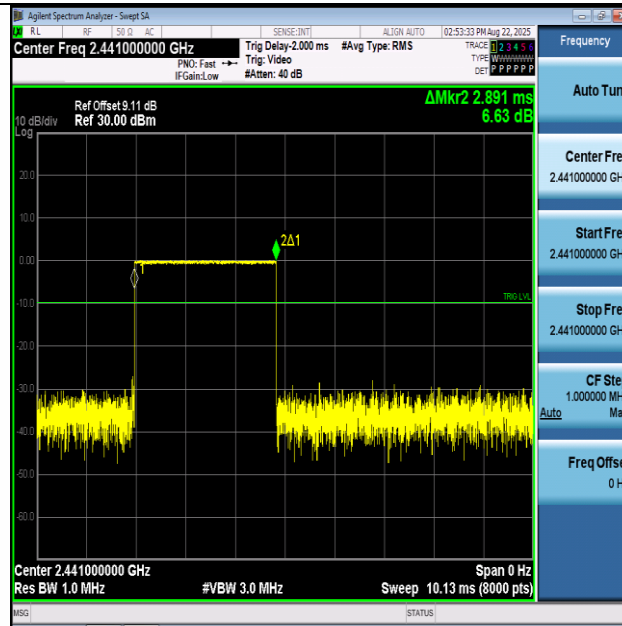 Agilent Spectrum Analyzer - Swept SA
RL RF 50 Ω AC SENSE:INT ALIGN AUTO 02:53:33 PM Aug 22, 2025
Center Freq 2.441000000 GHz
PNO: Fast
IFGain:Low
Trig Delay-2.000 ms
Trig: Video
#Atten: 40 dB
#Avg Type: RMS
TRACE 1 2 3 4 5 6
TYPE W
DET P P P P P P
Frequency
Ref Offset 9.11 dB
10 dB/div Ref 30.00 dBm
Log
ΔMkr2 2.891 ms
6.63 dB
20.0
10.0
0.00
-10.0
-20.0
-30.0
-40.0
-50.0
-60.0
2Δ1
1
TRIG LVL
Center 2.441000000 GHz
Span 0 Hz
Res BW 1.0 MHz
#VBW 3.0 MHz
Sweep 10.13 ms (8000 pts)
MSG
STATUS
Auto Tun
Center Fre
2.441000000 GH
Start Fre
2.441000000 GH
Stop Fre
2.441000000 GH
CF Ste
1.000000 MH
Auto Ma
Freq Offse
0 H